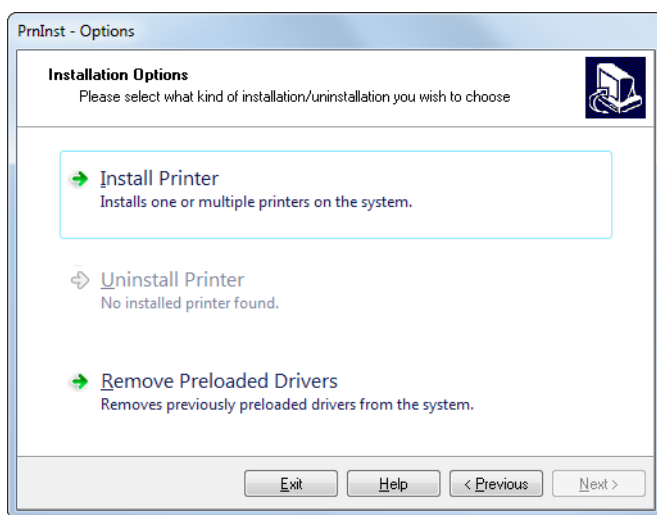 PrnInst - Options
Installation Options
Please select what kind of installation/uninstallation you wish to choose
Install Printer
Installs one or multiple printers on the system.
Uninstall Printer
No installed printer found.
Remove Preloaded Drivers
Removes previously preloaded drivers from the system.
Exit Help < Previous Next >